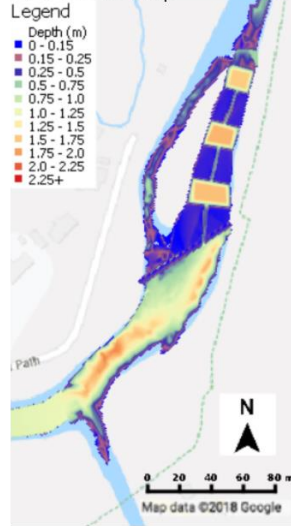 Legend
Depth (m)
0 - 0.15
0.15 - 0.25
0.25 - 0.5
0.5 - 0.75
0.75 - 1.0
1.0 - 1.25
1.25 - 1.5
1.5 - 1.75
1.75 - 2.0
2.0 - 2.25
2.25+
Path
N
0 20 40 60 80 m
Map data ©2018 Google